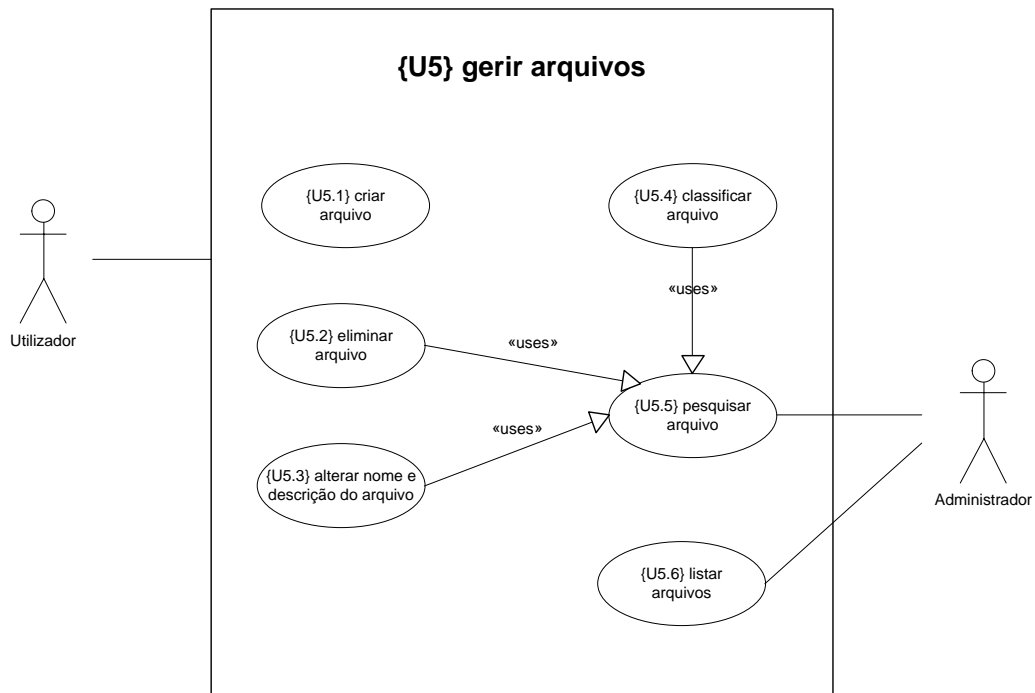 {U5} gerir arquivos
{U5.1} criar
arquivo
{U5.4} classificar
arquivo
«uses»
Utilizador
{U5.2} eliminar
arquivo
«uses»
{U5.5} pesquisar
arquivo
«uses»
{U5.3} alterar nome e
descrição do arquivo
Administrador
{U5.6} listar
arquivos